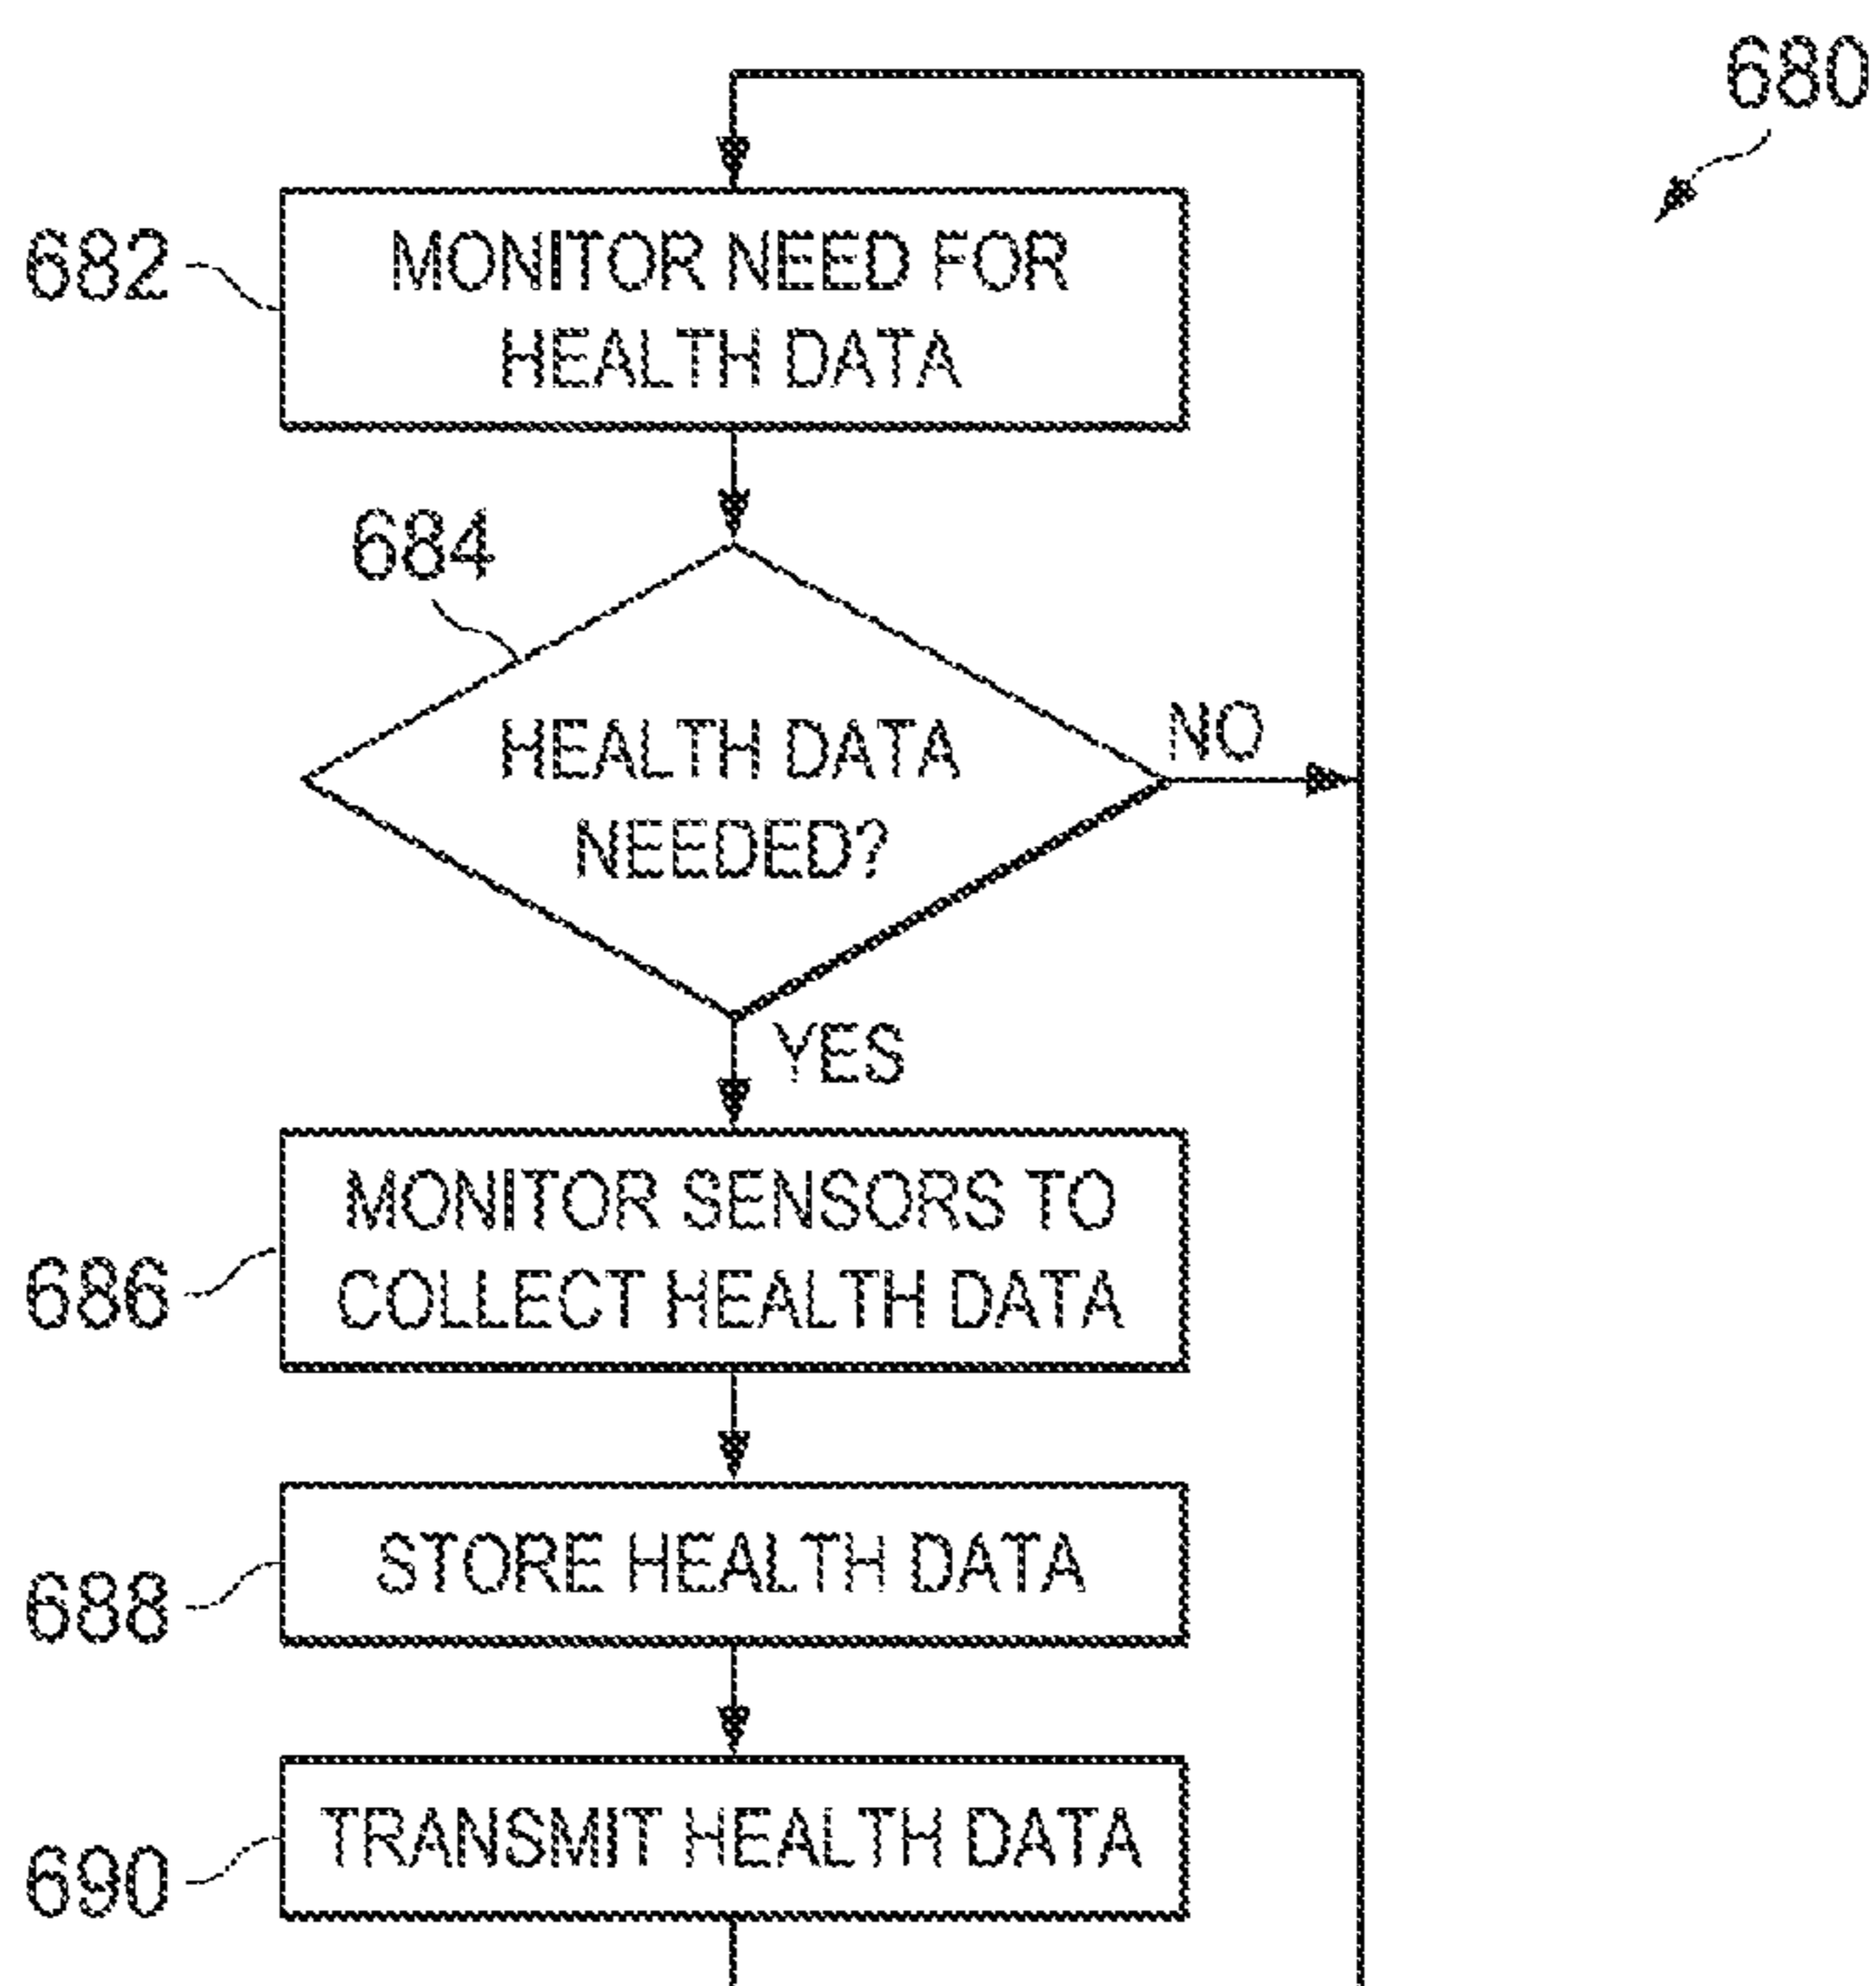 680
682
MONITOR NEED FOR
HEALTH DATA
684
HEALTH DATA
NEEDED?
NO
YES
686
MONITOR SENSORS TO
COLLECT HEALTH DATA
688
STORE HEALTH DATA
690
TRANSMIT HEALTH DATA